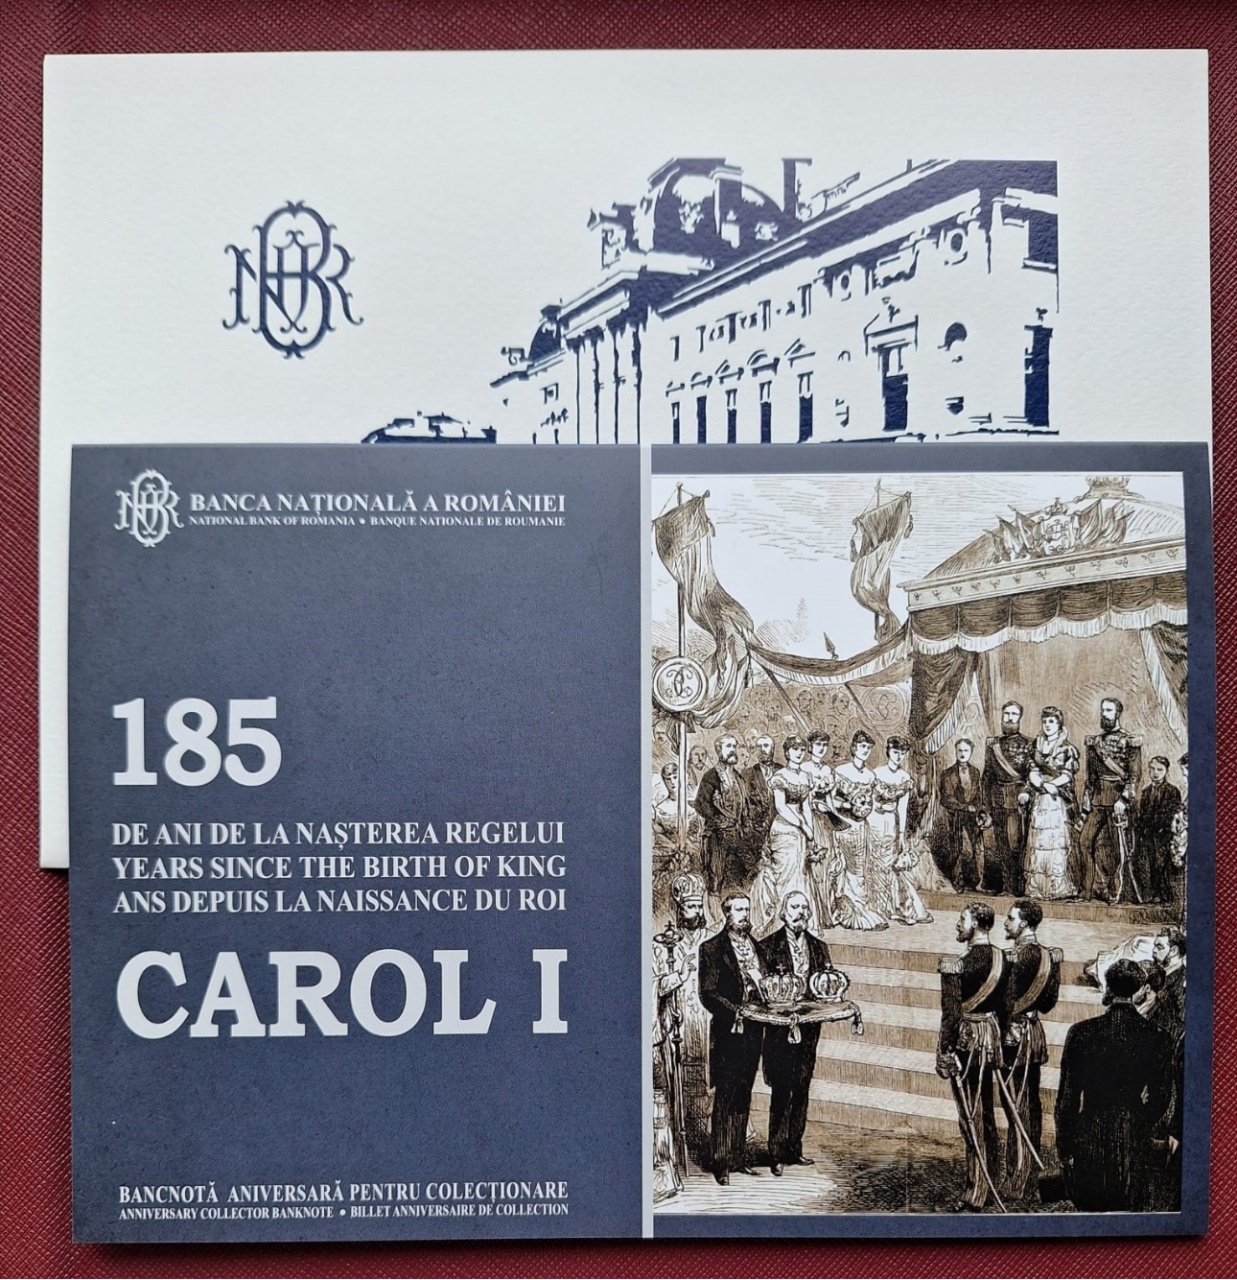 BNR
BNR BANCA NAȚIONALĂ A ROMÂNIEI
NATIONAL BANK OF ROMANIA • BANQUE NATIONALE DE ROUMANIE
185
DE ANI DE LA NAȘTEREA REGELUI
YEARS SINCE THE BIRTH OF KING
ANS DEPUIS LA NAISSANCE DU ROI
CAROL I
BANCNOTĂ ANIVERSARĂ PENTRU COLECȚIONARE
ANNIVERSARY COLLECTOR BANKNOTE • BILLET ANNIVERSAIRE DE COLLECTION